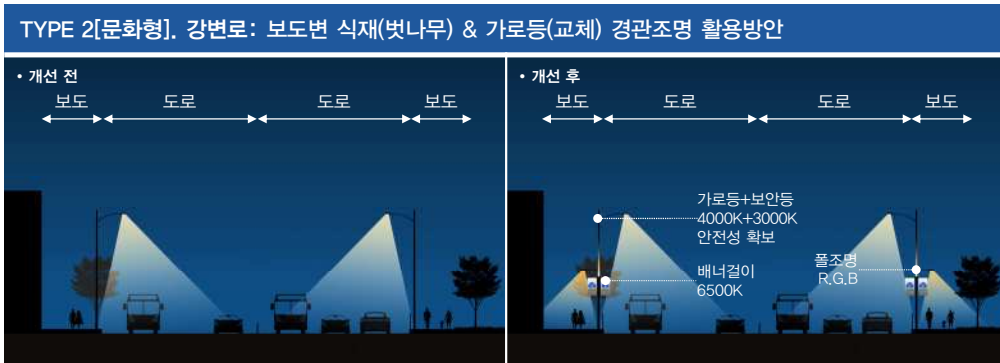 TYPE 2[문화형]. 강변로: 보도변 식재(벗나무) & 가로등(교체) 경관조명 활용방안
• 개선 전
보도 도로 도로 보도
• 개선 후
보도 도로 도로 보도
가로등+보안등
4000K+3000K
안전성 확보
배너걸이
6500K
폴조명
R.G.B